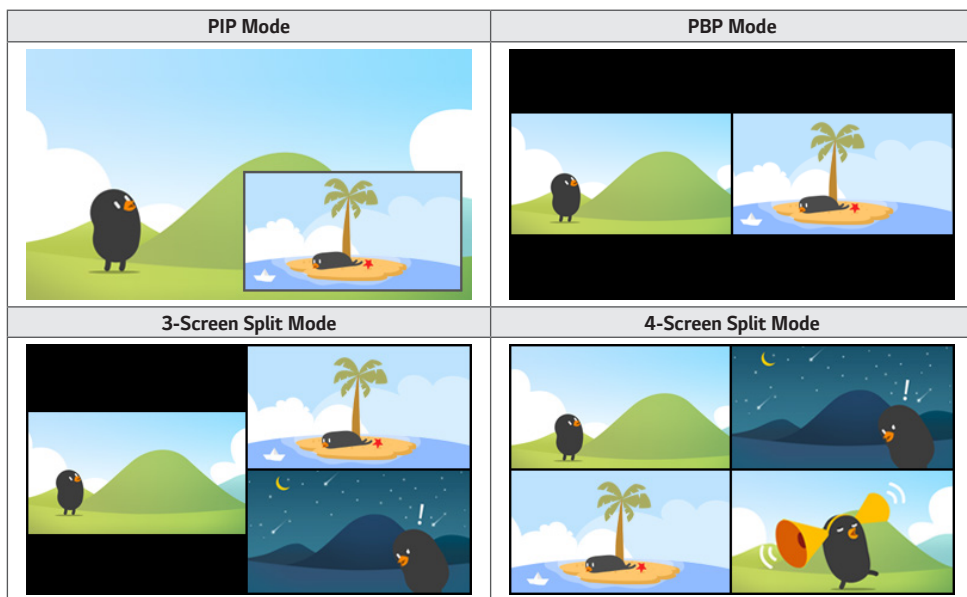 PIP Mode
PBP Mode
3-Screen Split Mode
4-Screen Split Mode